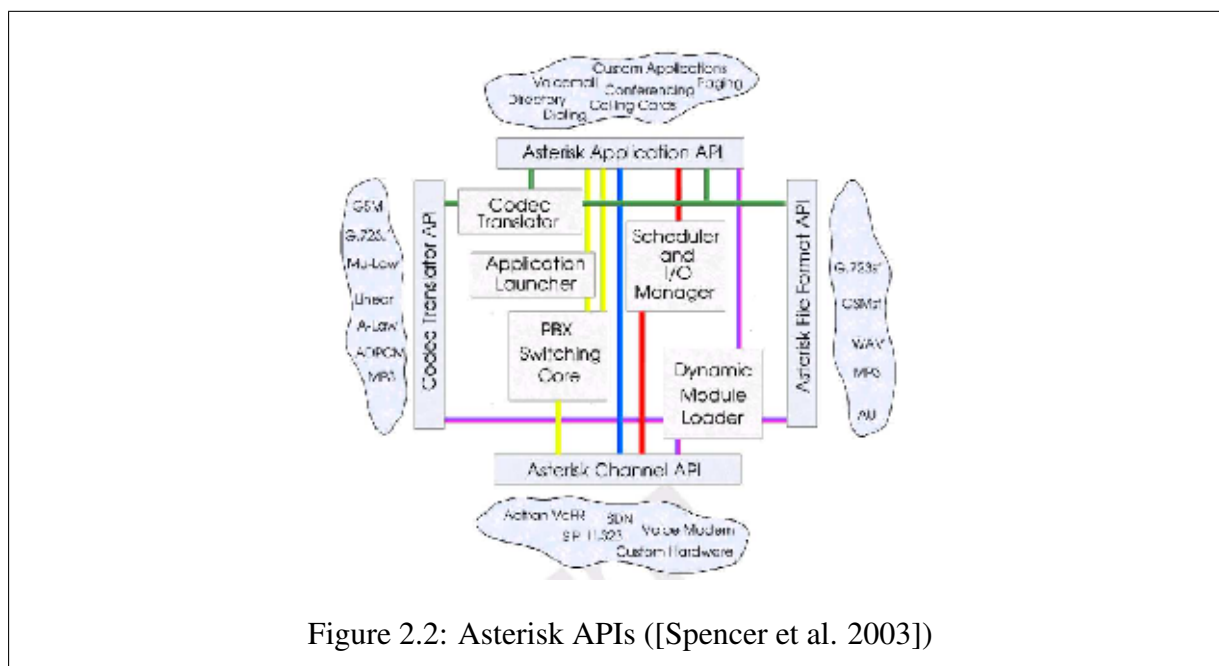 Custom Applications
Voicemail
Paging
Conferencing
Directory
Calling Cards
Dialing
Asterisk Application API
Codec
Translator
Application
Launcher
PBX
Switching
Core
Scheduler
and
I/O
Manager
Dynamic
Module
Loader
Codec Translator API
GSM
Mu-Law
Linear
A-Law
ADPCM
MP3
Asterisk File Format API
WAV
MP3
AU
Asterisk Channel API
VoFR
SDN
H.323
Voice Modem
Custom Hardware
Figure 2.2: Asterisk APIs ([Spencer et al. 2003])